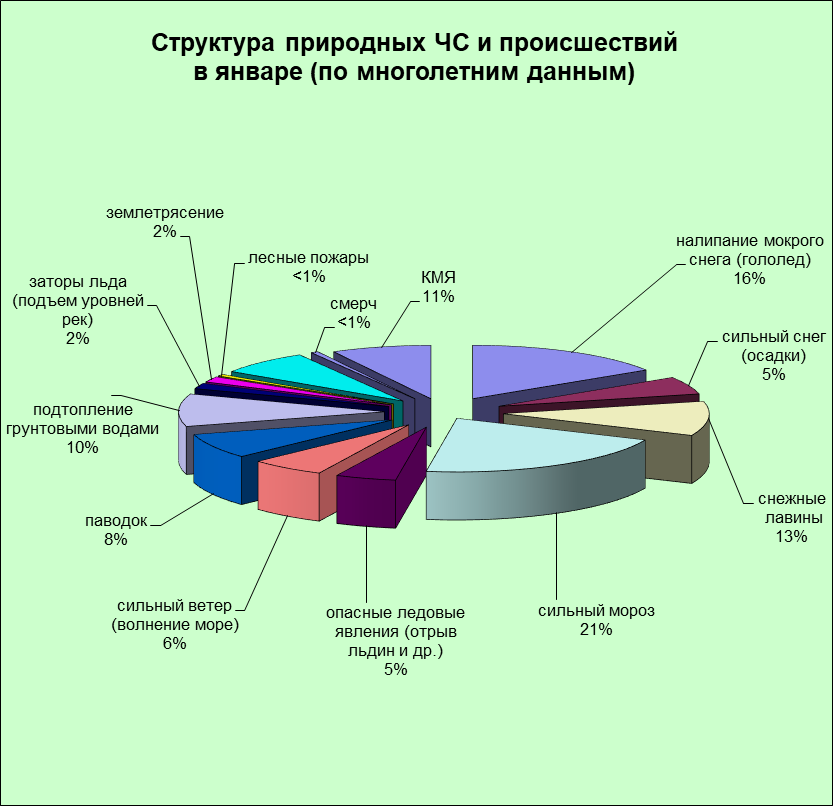 Структура природных ЧС и происшествий
в январе (по многолетним данным)
землетрясение
2%
лесные пожары
<1%
КМЯ
11%
налипание мокрого
снега (гололед)
16%
заторы льда
(подъем уровней
рек)
2%
смерч
<1%
сильный снег
(осадки)
5%
подтопление
грунтовыми водами
10%
снежные
лавины
13%
паводок
8%
сильный ветер
(волнение море)
6%
опасные ледовые
явления (отрыв
льдин и др.)
5%
сильный мороз
21%